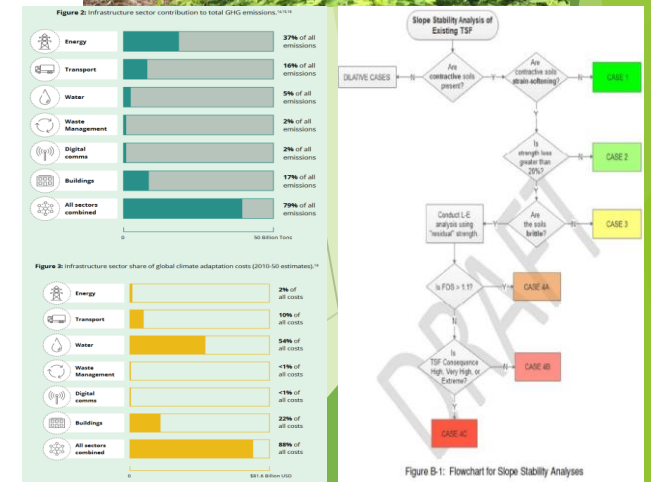 Figure 2: Infrastructure sector contribution to total GHG emissions.
Energy
37% of all
emissions
Transport
16% of all
emissions
Water
5% of all
emissions
Waste
Management
2% of all
emissions
Digital
comms
2% of all
emissions
Buildings
17% of all
emissions
All sectors
combined
79% of all
emissions
0
50 Billion Tons
Figure 3: Infrastructure sector share of global climate adaptation costs (2010-50 estimates).
Energy
2% of
all costs
Transport
10% of
all costs
Water
54% of
all costs
Waste
Management
<1% of
all costs
Digital
comms
<1% of
all costs
Buildings
22% of
all costs
All sectors
combined
88% of
all costs
0
$81.4 Billion USD
Slope Stability Analysis of
Existing TSF
DILATIVE CASES
N
Are
contractive soils
present?
Y
Are
contractive soils
strain softening?
N
CASE 1
Y
Is
strength loss
greater than
20%?
N
CASE 2
Y
Conduct L-E
analysis using
"residual" strength
Y
Are
the soils
brittle?
N
CASE 3
Is FOS > 1.1?
Y
CASE 4A
N
Is
TSF Consequence
High, Very High, or
Extreme?
N
CASE 4B
Y
CASE 4C
DRAFT
Figure B-1: Flowchart for Slope Stability Analyses